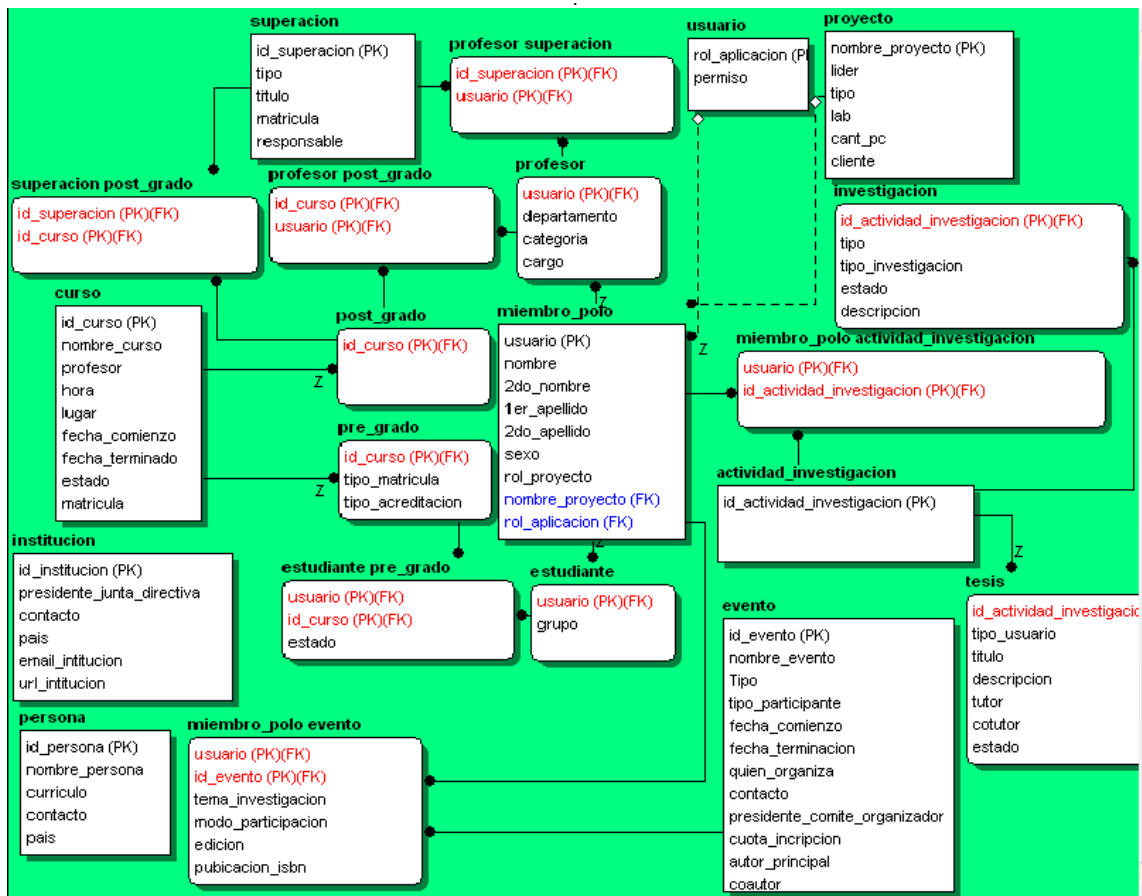 superacion
id_superacion (PK)
tipo
titulo
matricula
responsable
profesor superacion
id_superacion (PK)(FK)
usuario (PK)(FK)
usuario
rol_aplicacion (P
permiso
proyecto
nombre_proyecto (PK)
lider
tipo
lab
cant_pc
cliente
superacion post_grado
id_superacion (PK)(FK)
id_curso (PK)(FK)
profesor post_grado
id_curso (PK)(FK)
usuario (PK)(FK)
profesor
usuario (PK)(FK)
departamento
categoria
cargo
Z
investigacion
id_actividad_investigacion (PK)(FK)
tipo
tipo_investigacion
estado
descripcion
curso
id_curso (PK)
nombre_curso
profesor
hora
lugar
fecha_comienzo
fecha_terminado
estado
matricula
post_grado
id_curso (PK)(FK)
Z
pre_grado
id_curso (PK)(FK)
tipo_matricula
tipo_acreditacion
Z
miembro_polo
usuario (PK)
nombre
2do_nombre
1er_apellido
2do_apellido
sexo
rol_proyecto
nombre_proyecto (FK)
rol_aplicacion (FK)
Z
Z
miembro_polo actividad_investigacion
usuario (PK)(FK)
id_actividad_investigacion (PK)(FK)
actividad_investigacion
id_actividad_investigacion (PK)
Z
institucion
id_institucion (PK)
presidente_junta_directiva
contacto
pais
email_intitucion
url_intitucion
estudiante pre_grado
usuario (PK)(FK)
id_curso (PK)(FK)
estado
estudiante
usuario (PK)(FK)
grupo
evento
id_evento (PK)
nombre_evento
Tipo
tipo_participante
fecha_comienzo
fecha_terminacion
quien_organiza
contacto
presidente_comite_organizador
cuota_incripcion
autor_principal
coautor
tesis
id_actividad_investigacio
tipo_usuario
titulo
descripcion
tutor
cotutor
estado
persona
id_persona (PK)
nombre_persona
curriculo
contacto
pais
miembro_polo evento
usuario (PK)(FK)
id_evento (PK)(FK)
tema_investigacion
modo_participacion
edicion
pubicacion_isbn